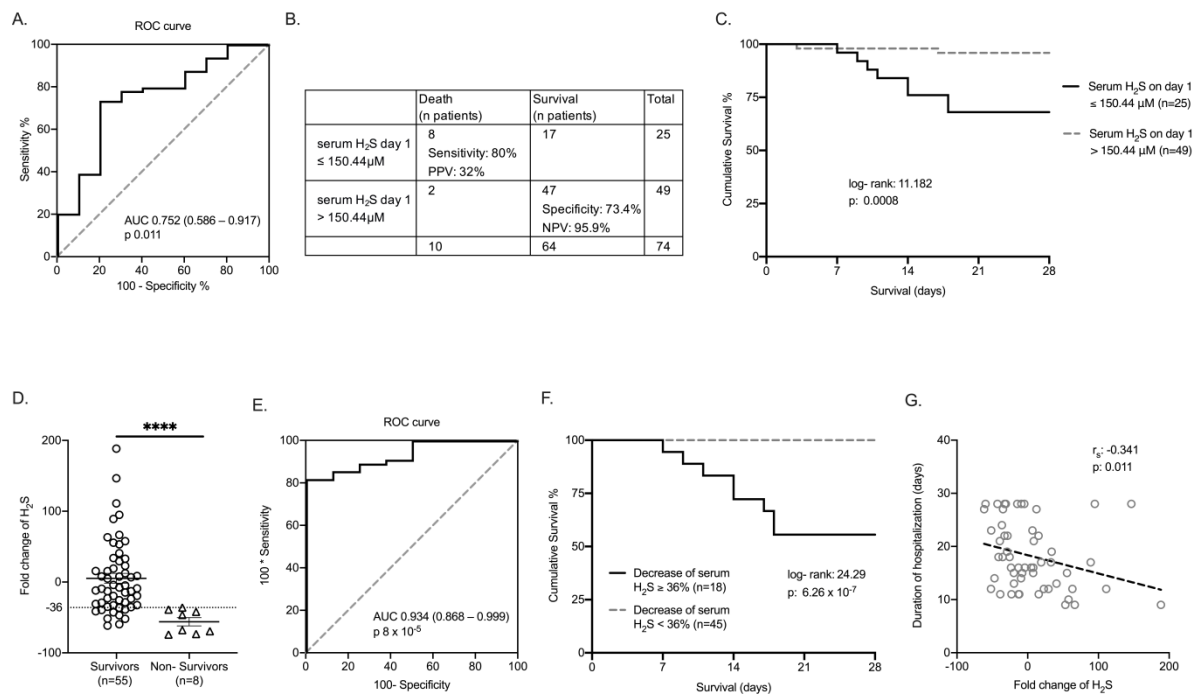 A.
ROC curve
100
80
60
40
20
0
Sensitivity %
AUC 0.752 (0.586 – 0.917)
p 0.011
0 20 40 60 80 100
100 - Specificity %
B.
Death
(n patients)
Survival
(n patients)
Total
serum H₂S day 1
≤ 150.44µM
8
Sensitivity: 80%
PPV: 32%
17
25
serum H₂S day 1
> 150.44µM
2
47
Specificity: 73.4%
NPV: 95.9%
49
10
64
74
C.
100
75
50
25
0
Cumulative Survival %
log- rank: 11.182
p: 0.0008
0 7 14 21 28
Survival (days)
Serum H₂S on day 1
≤ 150.44 µM (n=25)
Serum H₂S on day 1
> 150.44 µM (n=49)
D.
****
200
100
0
-36
-100
Fold change of H₂S
Survivors
(n=55)
Non- Survivors
(n=8)
E.
ROC curve
100
80
60
40
20
0
100 * Sensitivity
AUC 0.934 (0.868 – 0.999)
p 8 x 10⁻⁵
0 20 40 60 80 100
100- Specificity
F.
100
75
50
25
0
Cumulative Survival %
Decrease of serum
H₂S ≥ 36% (n=18)
Decrease of serum
H₂S < 36% (n=45)
log- rank: 24.29
p: 6.26 x 10⁻⁷
0 7 14 21 28
Survival (days)
G.
40
30
20
10
0
Duration of hospitalization (days)
rₛ: -0.341
p: 0.011
-100 0 100 200
Fold change of H₂S